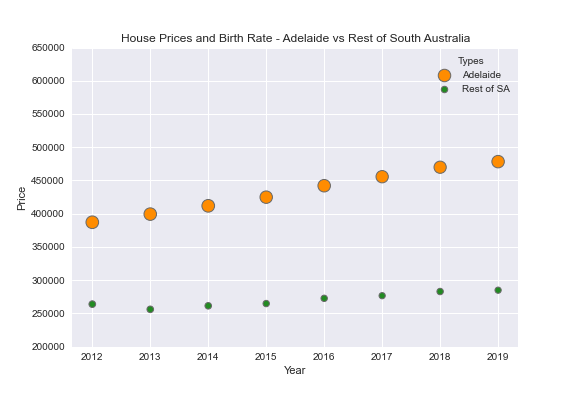 House Prices and Birth Rate - Adelaide vs Rest of South Australia
650000
600000
550000
500000
450000
400000
350000
300000
250000
200000
Price
Types
Adelaide
Rest of SA
2012 2013 2014 2015 2016 2017 2018 2019
Year